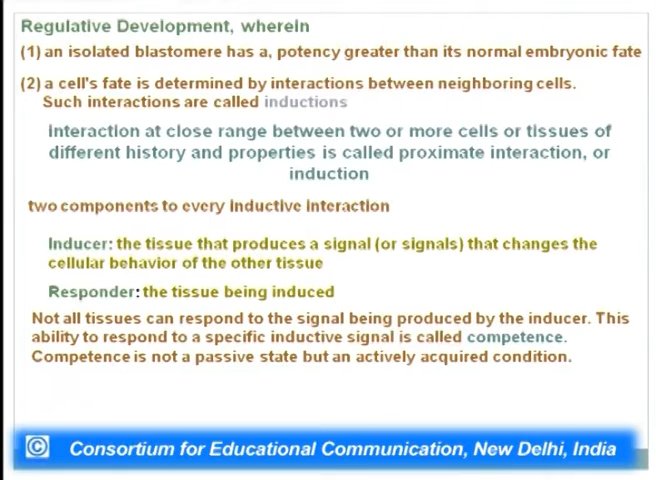 Regulative Development, wherein
(1) an isolated blastomere has a, potency greater than its normal embryonic fate
(2) a cell's fate is determined by interactions between neighboring cells.
Such interactions are called inductions
Interaction at close range between two or more cells or tissues of
different history and properties is called proximate interaction, or
induction
two components to every inductive interaction
Inducer: the tissue that produces a signal (or signals) that changes the
cellular behavior of the other tissue
Responder: the tissue being induced
Not all tissues can respond to the signal being produced by the inducer. This
ability to respond to a specific inductive signal is called competence.
Competence is not a passive state but an actively acquired condition.
© Consortium for Educational Communication, New Delhi, India